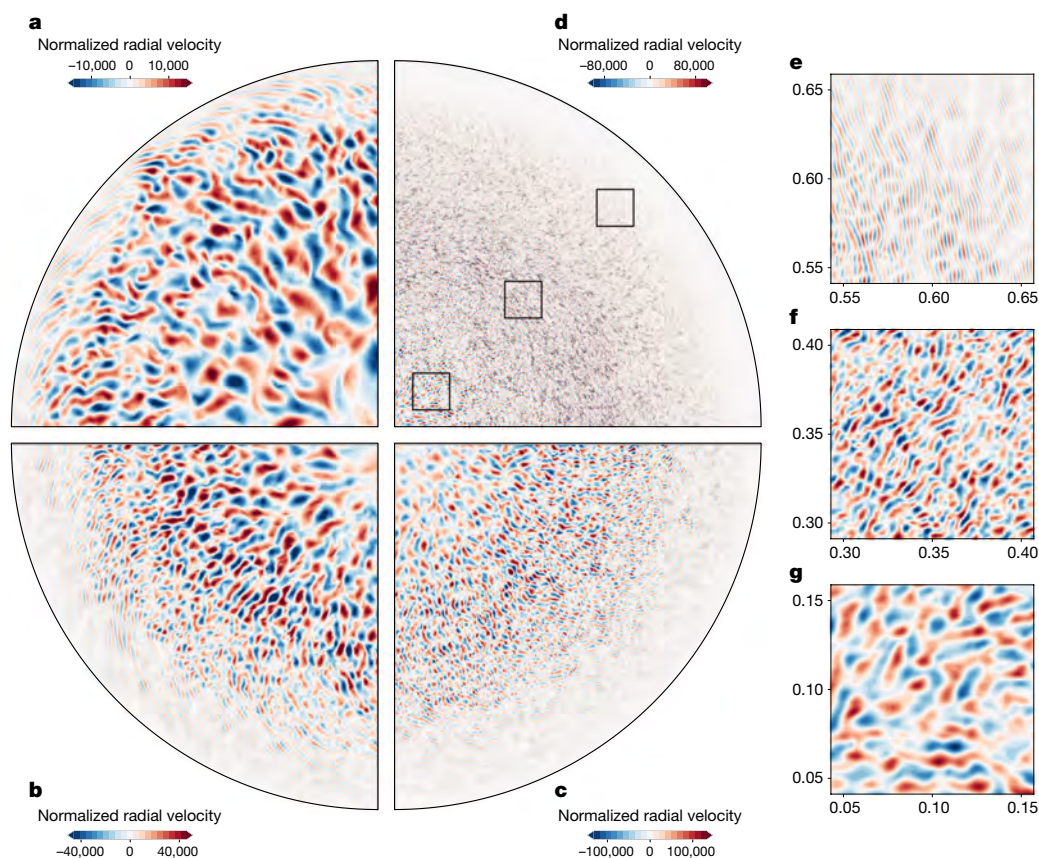 a
Normalized radial velocity
−10,000 0 10,000
d
Normalized radial velocity
−80,000 0 80,000
b
Normalized radial velocity
−40,000 0 40,000
c
Normalized radial velocity
−100,000 0 100,000
e
0.65
0.60
0.55
0.55 0.60 0.65
f
0.40
0.35
0.30
0.30 0.35 0.40
g
0.15
0.10
0.05
0.05 0.10 0.15